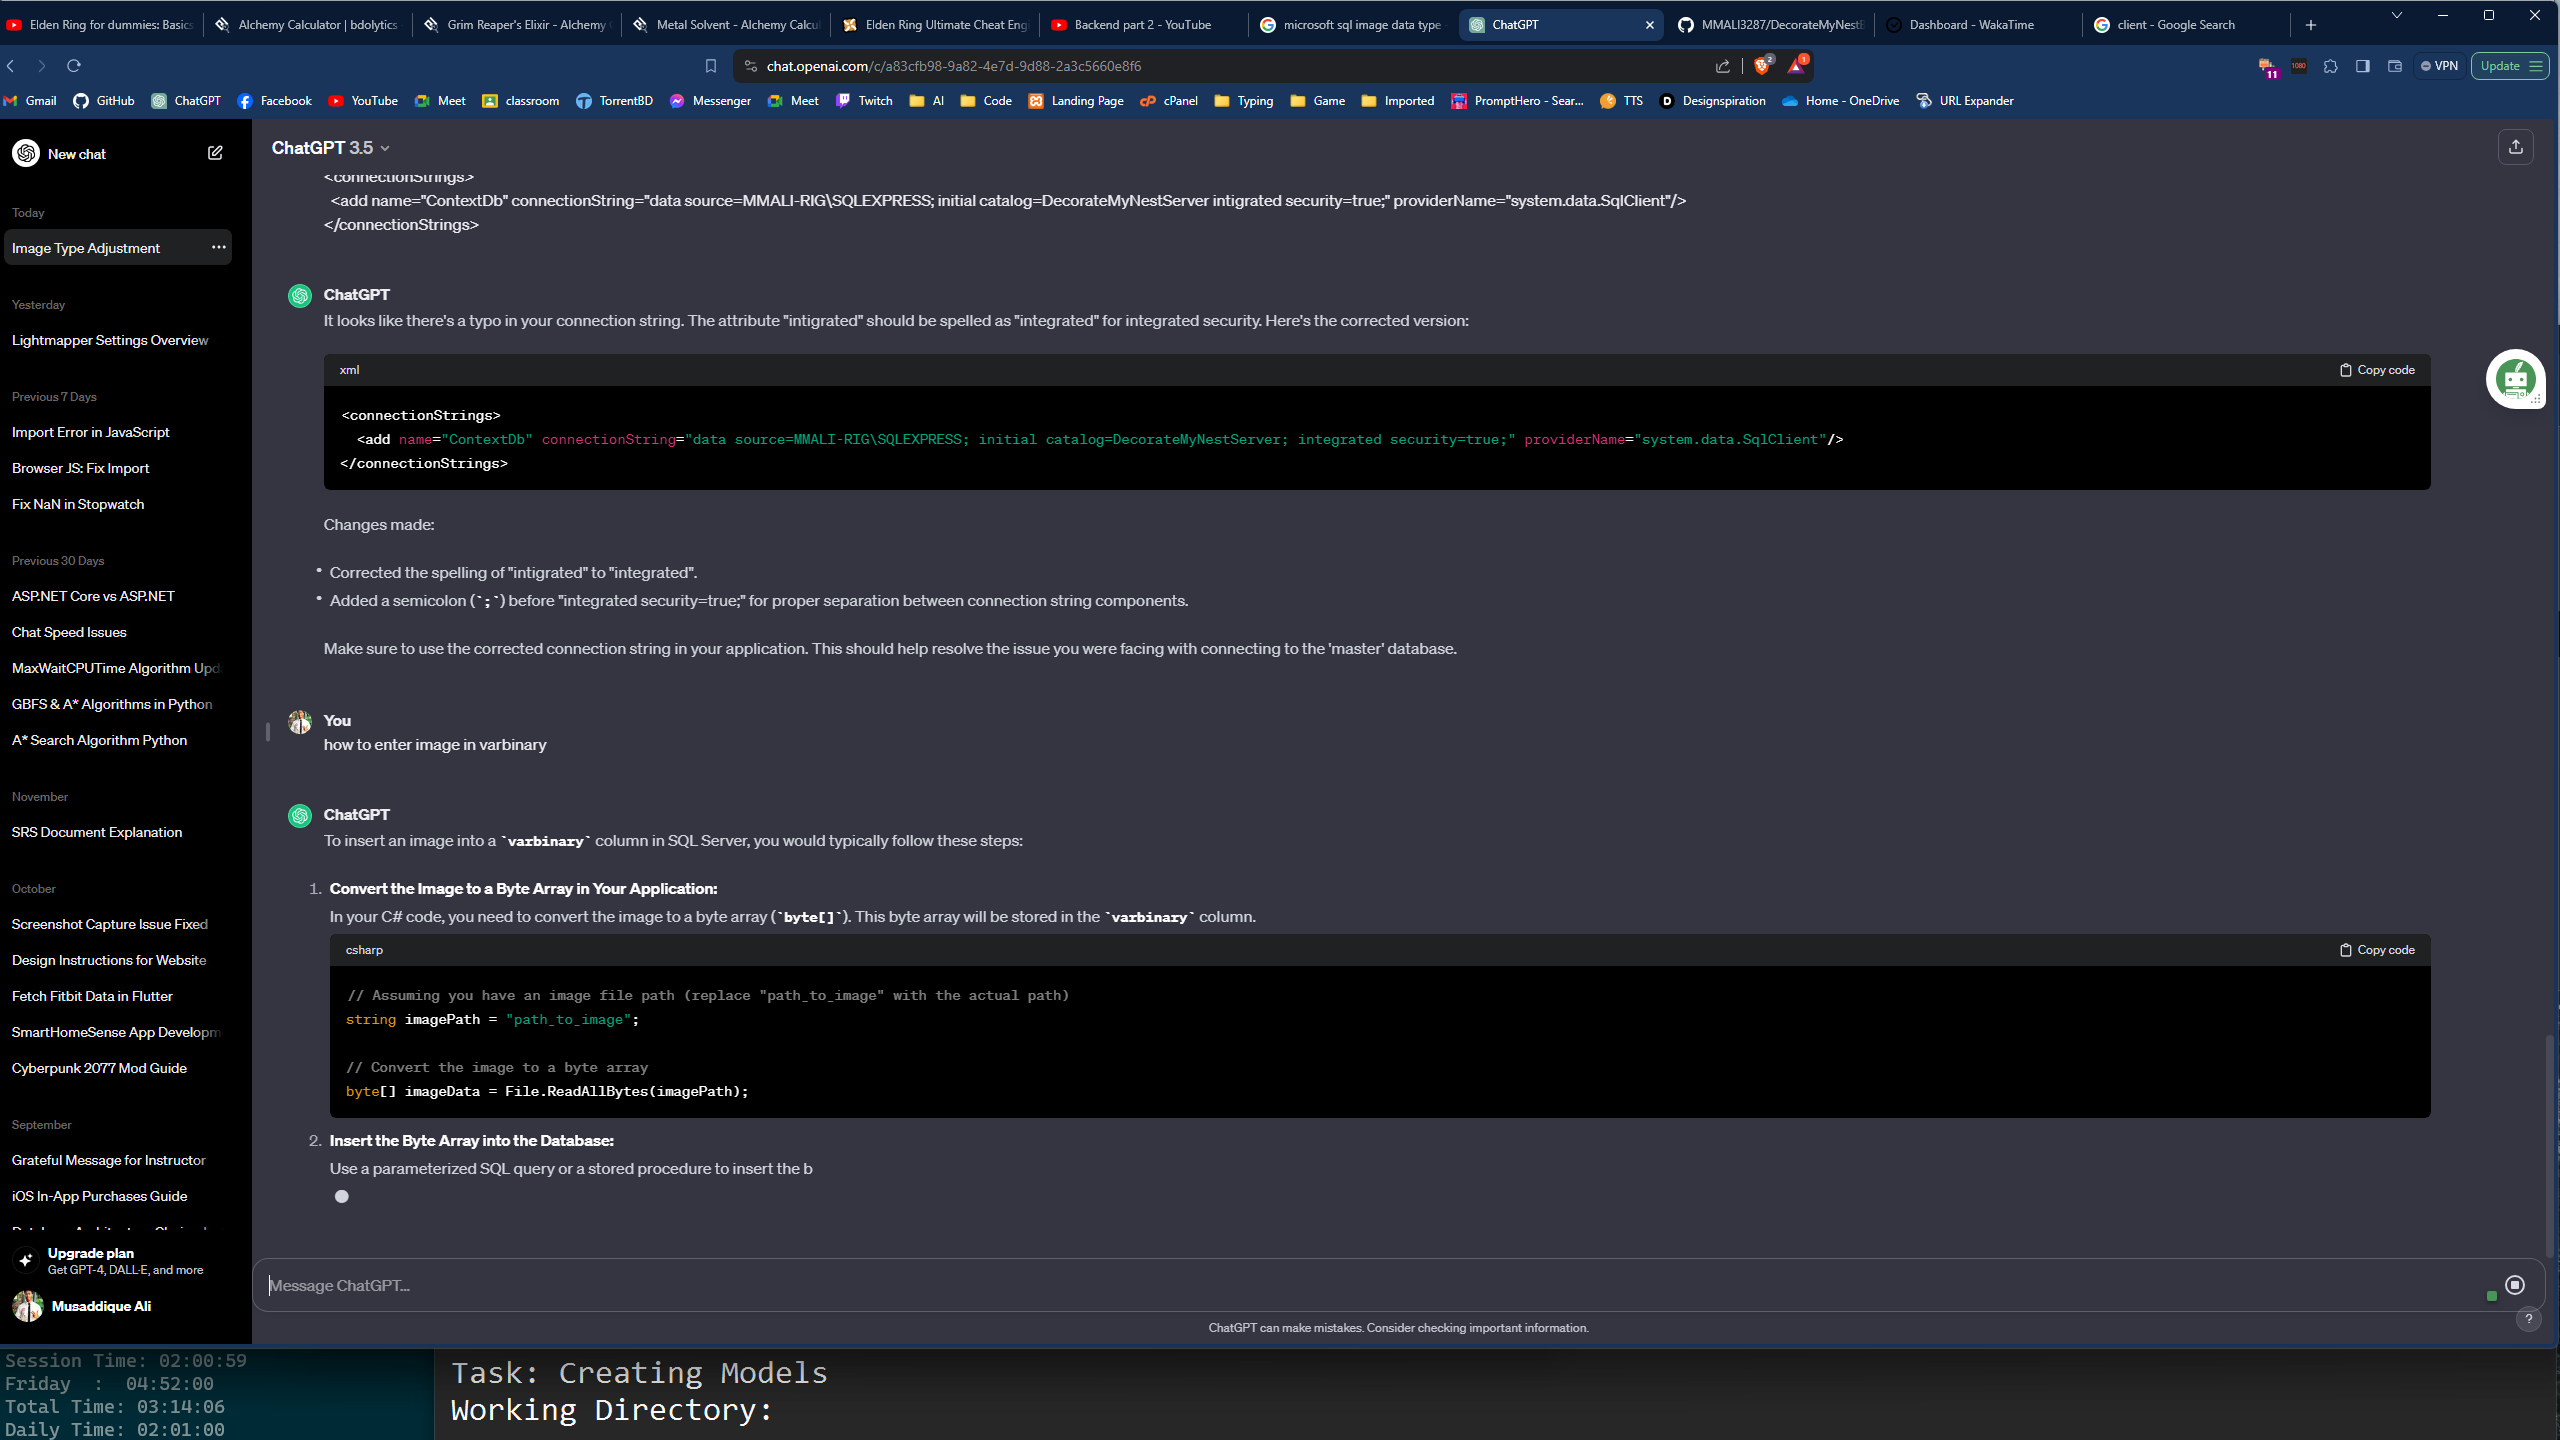 Elden Ring for dummies: Basics
Alchemy Calculator | bdolytics
Grim Reaper's Elixir - Alchemy
Metal Solvent - Alchemy Calcu
Elden Ring Ultimate Cheat Eng
Backend part 2 - YouTube
microsoft sql image data type
ChatGPT
MMALI3287/DecorateMyNest
Dashboard - WakaTime
client - Google Search
chat.openai.com/c/a83cfb98-9a82-4e7d-9d88-2a3c5660e8f6
2
1
11
1080
VPN
Update
Gmail
GitHub
ChatGPT
Facebook
YouTube
Meet
classroom
TorrentBD
Messenger
Meet
Twitch
AI
Code
Landing Page
cPanel
Typing
Game
Imported
PromptHero - Sear...
TTS
Designspiration
Home - OneDrive
URL Expander
New chat
Today
Image Type Adjustment
Yesterday
Lightmapper Settings Overview
Previous 7 Days
Import Error in JavaScript
Browser JS: Fix Import
Fix NaN in Stopwatch
Previous 30 Days
ASP.NET Core vs ASP.NET
Chat Speed Issues
MaxWaitCPUTime Algorithm Upd
GBFS & A* Algorithms in Python
A* Search Algorithm Python
November
SRS Document Explanation
October
Screenshot Capture Issue Fixed
Design Instructions for Website
Fetch Fitbit Data in Flutter
SmartHomeSense App Developm
Cyberpunk 2077 Mod Guide
September
Grateful Message for Instructor
iOS In-App Purchases Guide
Upgrade plan
Get GPT-4, DALL·E, and more
Musaddique Ali
ChatGPT 3.5
<connectionStrings>
<add name="ContextDb" connectionString="data source=MMALI-RIG\SQLEXPRESS; initial catalog=DecorateMyNestServer intigrated security=true;" providerName="system.data.SqlClient"/>
</connectionStrings>
ChatGPT
It looks like there's a typo in your connection string. The attribute "intigrated" should be spelled as "integrated" for integrated security. Here's the corrected version:
xml
Copy code
<connectionStrings>
<add name="ContextDb" connectionString="data source=MMALI-RIG\SQLEXPRESS; initial catalog=DecorateMyNestServer; integrated security=true;" providerName="system.data.SqlClient"/>
</connectionStrings>
Changes made:
• Corrected the spelling of "intigrated" to "integrated".
• Added a semicolon (`;`) before "integrated security=true;" for proper separation between connection string components.
Make sure to use the corrected connection string in your application. This should help resolve the issue you were facing with connecting to the 'master' database.
You
how to enter image in varbinary
ChatGPT
To insert an image into a `varbinary` column in SQL Server, you would typically follow these steps:
1. Convert the Image to a Byte Array in Your Application:
In your C# code, you need to convert the image to a byte array (`byte[]`). This byte array will be stored in the `varbinary` column.
csharp
Copy code
// Assuming you have an image file path (replace "path_to_image" with the actual path)
string imagePath = "path_to_image";
// Convert the image to a byte array
byte[] imageData = File.ReadAllBytes(imagePath);
2. Insert the Byte Array into the Database:
Use a parameterized SQL query or a stored procedure to insert the b
Message ChatGPT...
ChatGPT can make mistakes. Consider checking important information.
?
Session Time: 02:00:59
Friday : 04:52:00
Total Time: 03:14:06
Daily Time: 02:01:00
Task: Creating Models
Working Directory: